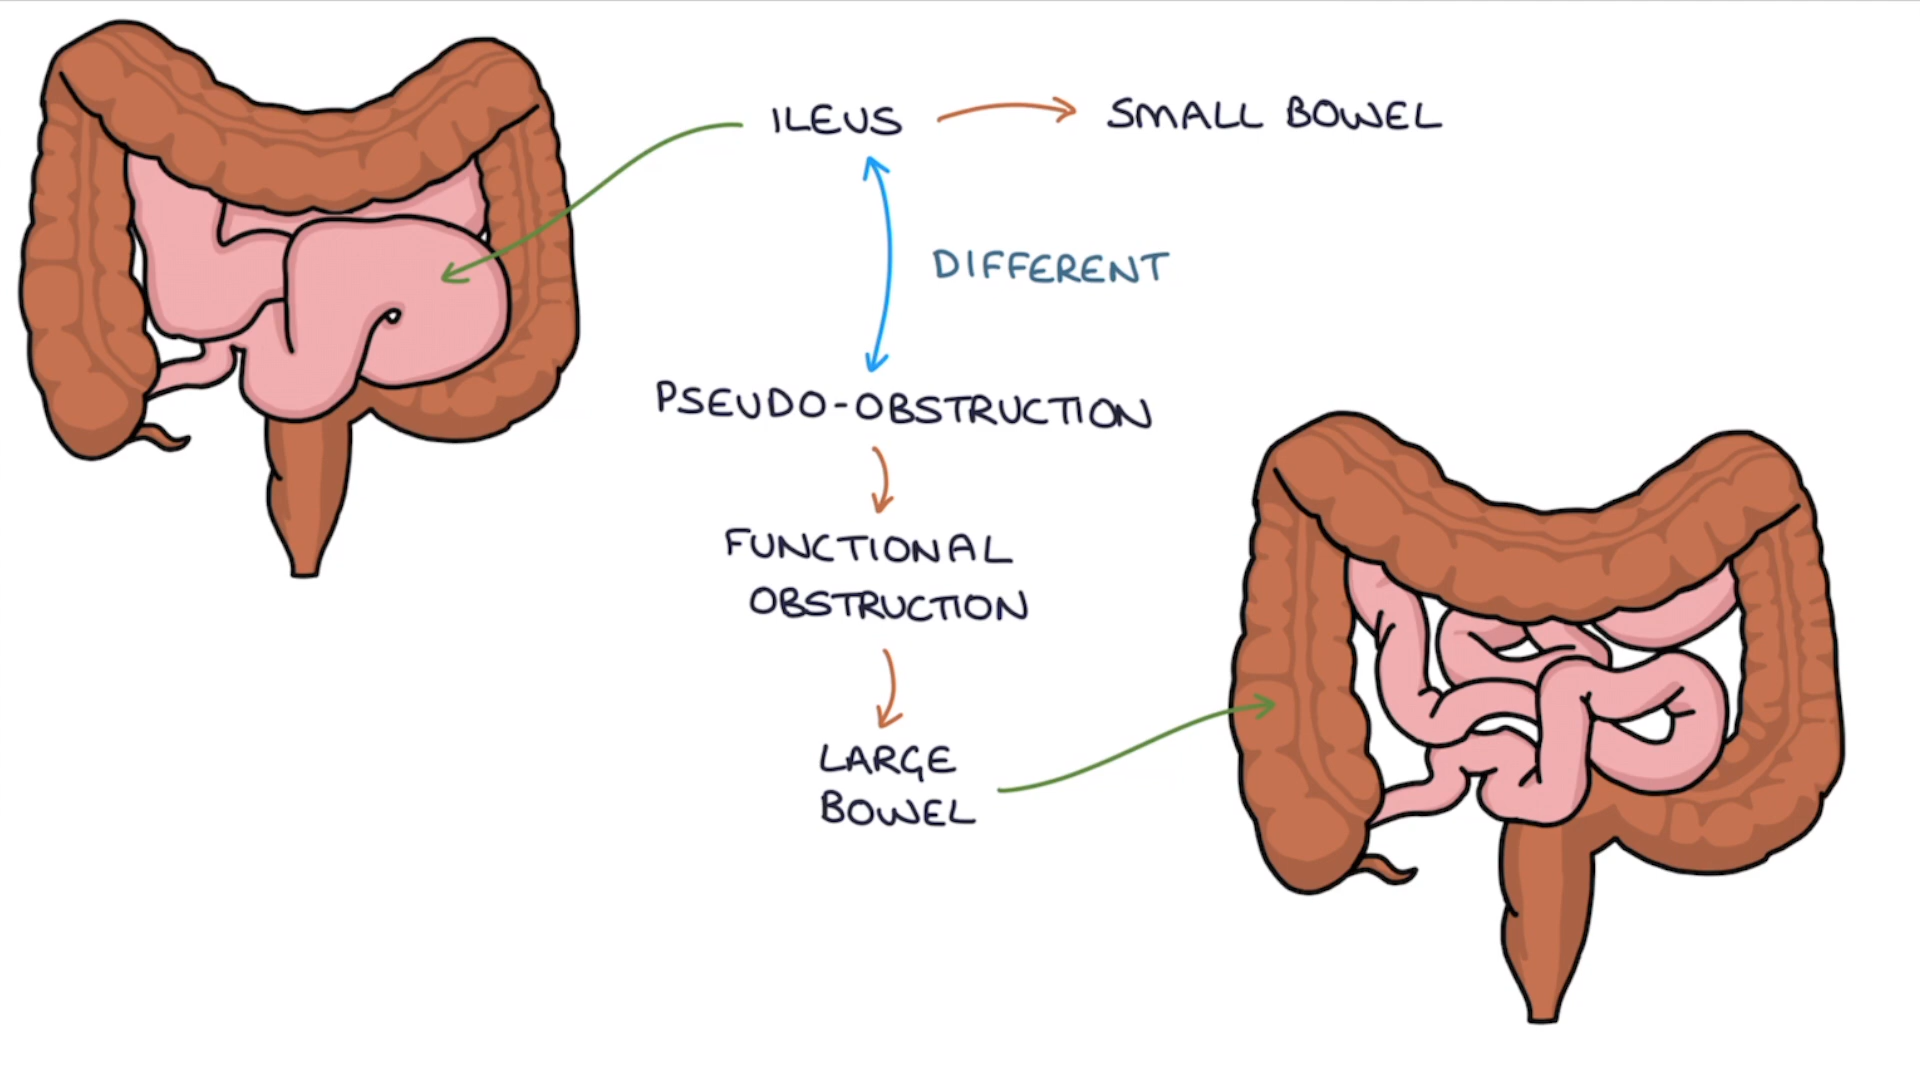 ILEUS
SMALL BOWEL
DIFFERENT
PSEUDO-OBSTRUCTION
FUNCTIONAL
OBSTRUCTION
LARGE
BOWEL